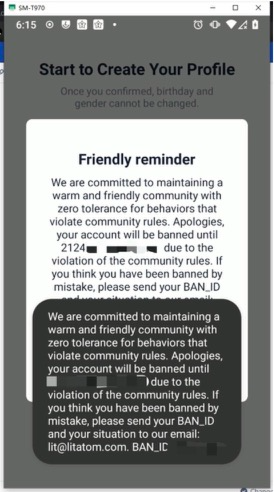 SM-T970
6:15
Start to Create Your Profile
Once you confirmed, birthday and
gender cannot be changed.
Friendly reminder
We are committed to maintaining a
warm and friendly community with
zero tolerance for behaviors that
violate community rules. Apologies,
your account will be banned until
2124 due to the
violation of the community rules. If
you think you have been banned by
mistake, please send your BAN_ID
and your situation to our email:
We are committed to maintaining a
warm and friendly community with
zero tolerance for behaviors that
violate community rules. Apologies,
your account will be banned until
due to the
violation of the community rules. If
you think you have been banned by
mistake, please send your BAN_ID
and your situation to our email:
lit@litatom.com. BAN_ID